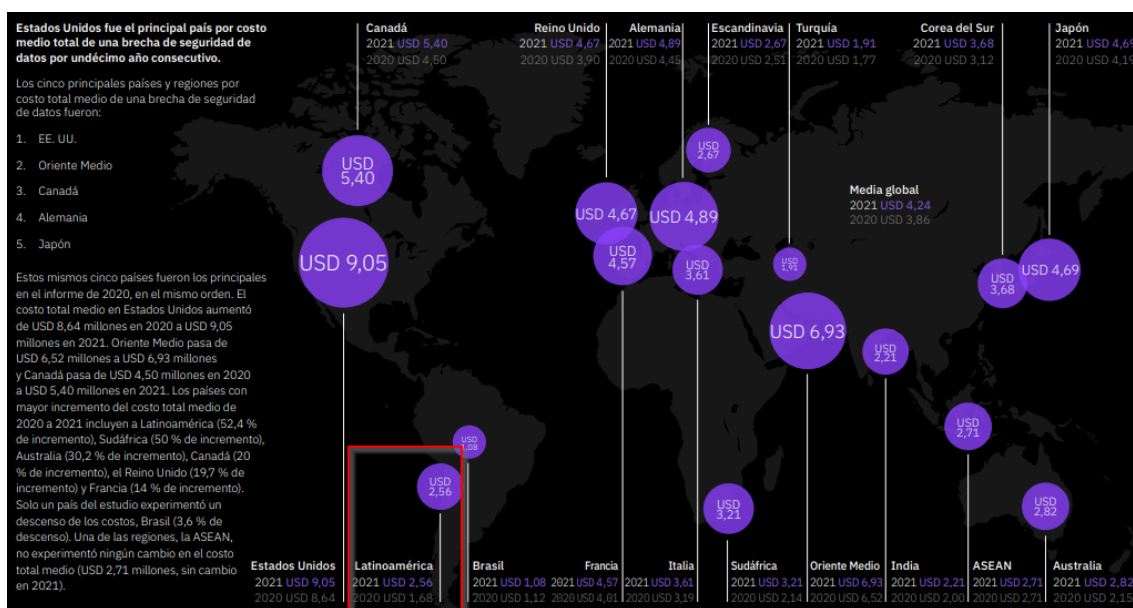 Estados Unidos fue el principal país por costo
medio total de una brecha de seguridad de
datos por undécimo año consecutivo.
Los cinco principales países y regiones por
costo total medio de una brecha de seguridad
de datos fueron:
1. EE. UU.
2. Oriente Medio
3. Canadá
4. Alemania
5. Japón
Estos mismos cinco países fueron los principales
en el informe de 2020, en el mismo orden. El
costo total medio en Estados Unidos aumentó
de USD 8,64 millones en 2020 a USD 9,05
millones en 2021. Oriente Medio pasa de
USD 6,52 millones a USD 6,93 millones
y Canadá pasa de USD 4,50 millones en 2020
a USD 5,40 millones en 2021. Los países con
mayor incremento del costo total medio de
2020 a 2021 incluyen a Latinoamérica (52,4 %
de incremento), Sudáfrica (50 % de incremento),
Australia (30,2 % de incremento), Canadá (20
% de incremento), el Reino Unido (19,7 % de
incremento) y Francia (14 % de incremento).
Solo un país del estudio experimentó un
descenso de los costos, Brasil (3,6 % de
descenso). Una de las regiones, la ASEAN,
no experimentó ningún cambio en el costo
total medio (USD 2,71 millones, sin cambio
en 2021).
Canadá
2021 USD 5,40
2020 USD 4,50
Reino Unido
2021 USD 4,67
2020 USD 3,90
Alemania
2021 USD 4,89
2020 USD 4,45
Escandinavia
2021 USD 2,67
2020 USD 2,51
Turquía
2021 USD 1,91
2020 USD 1,77
Corea del Sur
2021 USD 3,68
2020 USD 3,12
Japón
2021 USD 4,69
2020 USD 4,19
USD
5,40
USD 9,05
USD 4,67
USD
4,57
USD 4,89
USD
2,67
USD
3,61
USD
1,91
Media global
2021 USD 4,24
2020 USD 3,86
USD
3,68
USD 4,69
USD 6,93
USD
2,21
USD
2,71
USD
1,08
USD
2,56
USD
3,21
USD
2,82
Estados Unidos
2021 USD 9,05
2020 USD 8,64
Latinoamérica
2021 USD 2,56
2020 USD 1,68
Brasil
2021 USD 1,08
2020 USD 1,12
Francia
2021 USD 4,57
2020 USD 4,01
Italia
2021 USD 3,61
2020 USD 3,19
Sudáfrica
2021 USD 3,21
2020 USD 2,14
Oriente Medio
2021 USD 6,93
2020 USD 6,52
India
2021 USD 2,21
2020 USD 2,00
ASEAN
2021 USD 2,71
2020 USD 2,71
Australia
2021 USD 2,82
2020 USD 2,15